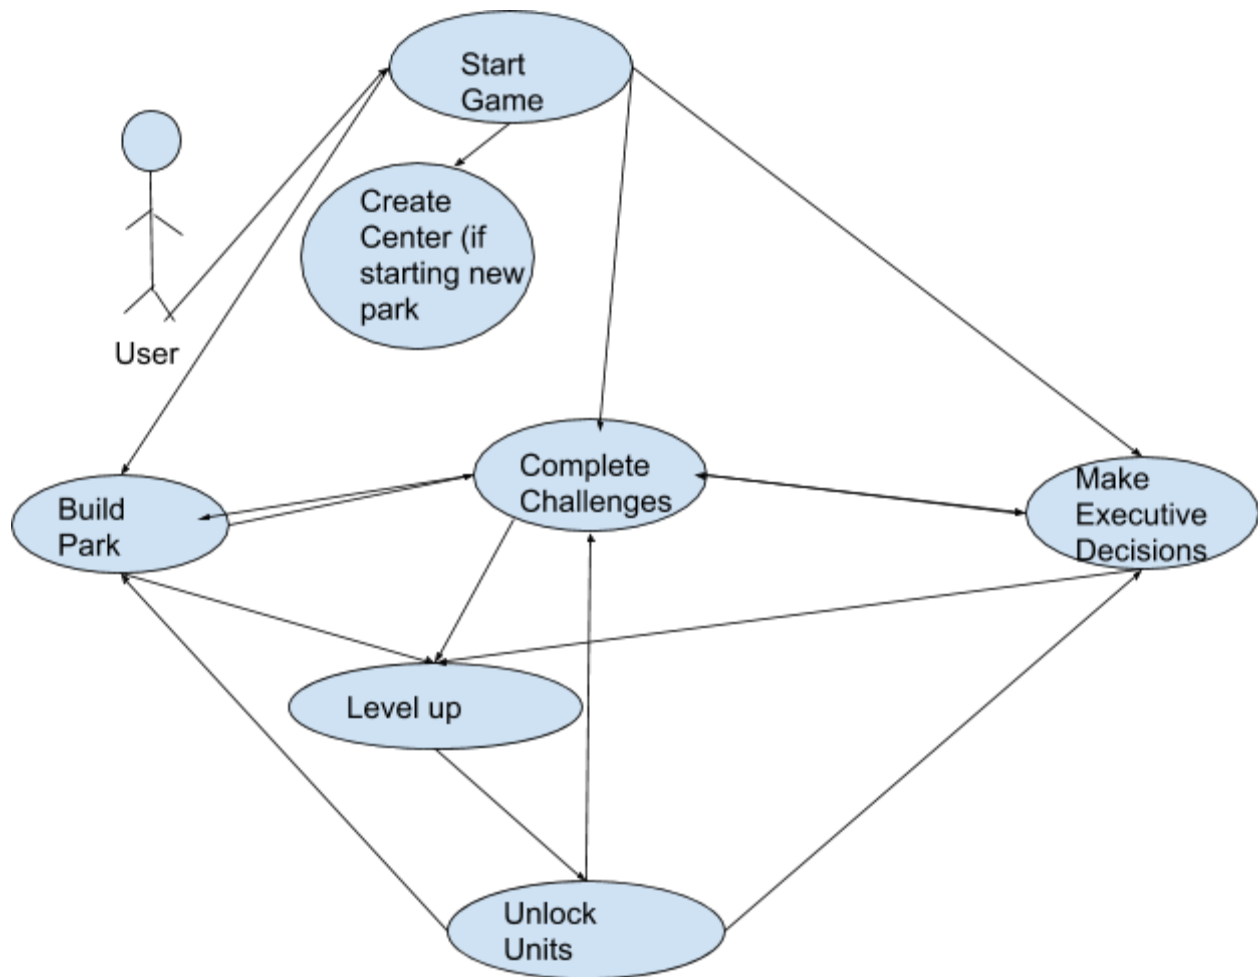 Start
Game
Create
Center (if
starting new
park
User
Complete
Challenges
Make
Executive
Decisions
Build
Park
Level up
Unlock
Units